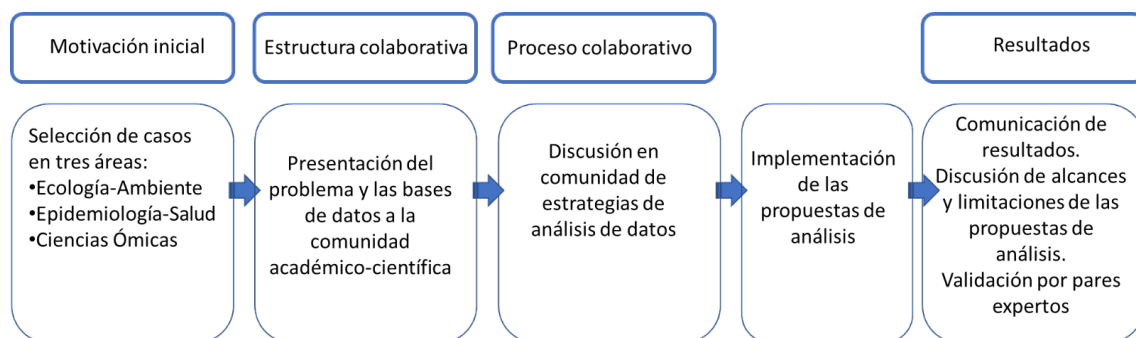 Motivación inicial
Estructura colaborativa
Proceso colaborativo
Resultados
Selección de casos
en tres áreas:
•Ecología-Ambiente
•Epidemiología-Salud
•Ciencias Ómicas
Presentación del
problema y las bases
de datos a la
comunidad
académico-científica
Discusión en
comunidad de
estrategias de
análisis de datos
Implementación
de las
propuestas de
análisis
Comunicación de
resultados.
Discusión de alcances
y limitaciones de las
propuestas de
análisis.
Validación por pares
expertos